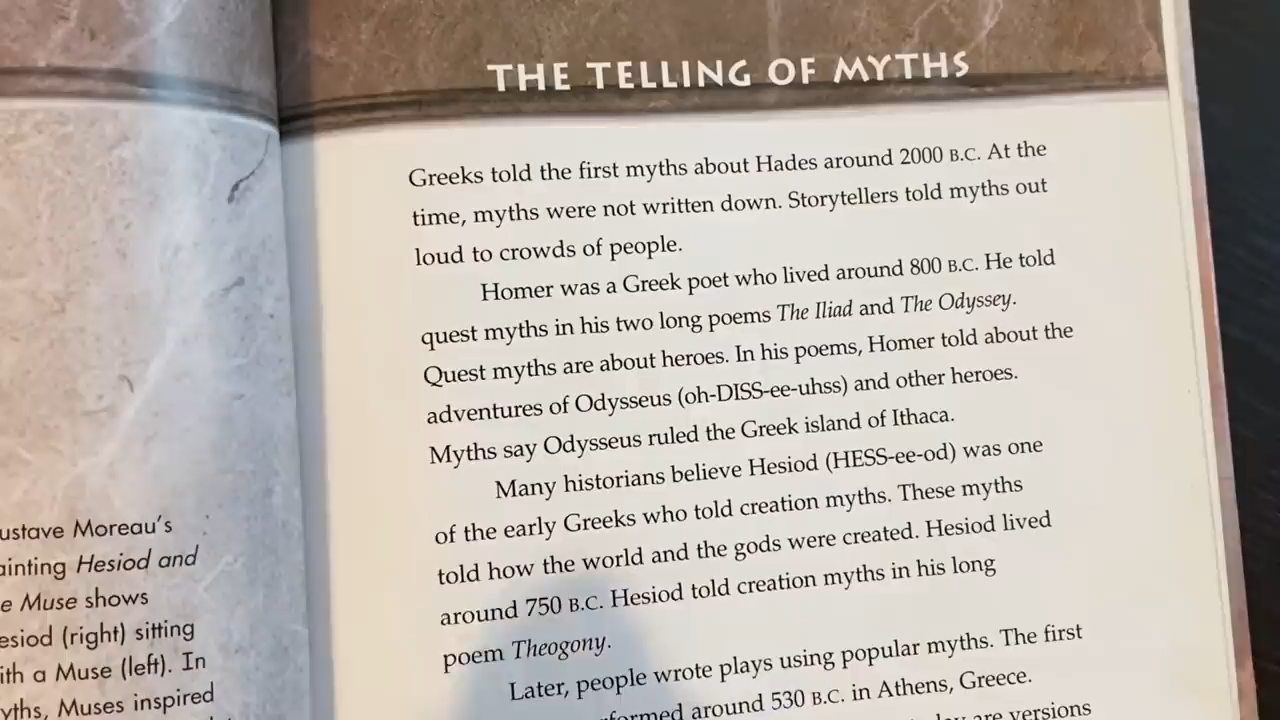 THE TELLING OF MYTHS
Greeks told the first myths about Hades around 2000 B.C. At the
time, myths were not written down. Storytellers told myths out
loud to crowds of people.
Homer was a Greek poet who lived around 800 B.C. He told
quest myths in his two long poems The Iliad and The Odyssey.
Quest myths are about heroes. In his poems, Homer told about the
adventures of Odysseus (oh-DISS-ee-uhss) and other heroes.
Myths say Odysseus ruled the Greek island of Ithaca.
Many historians believe Hesiod (HESS-ee-od) was one
of the early Greeks who told creation myths. These myths
told how the world and the gods were created. Hesiod lived
around 750 B.C. Hesiod told creation myths in his long
poem Theogony.
Later, people wrote plays using popular myths. The first
formed around 530 B.C. in Athens, Greece.
are versions
ustave Moreau's
ainting Hesiod and
e Muse shows
esiod (right) sitting
ith a Muse (left). In
yths, Muses inspired